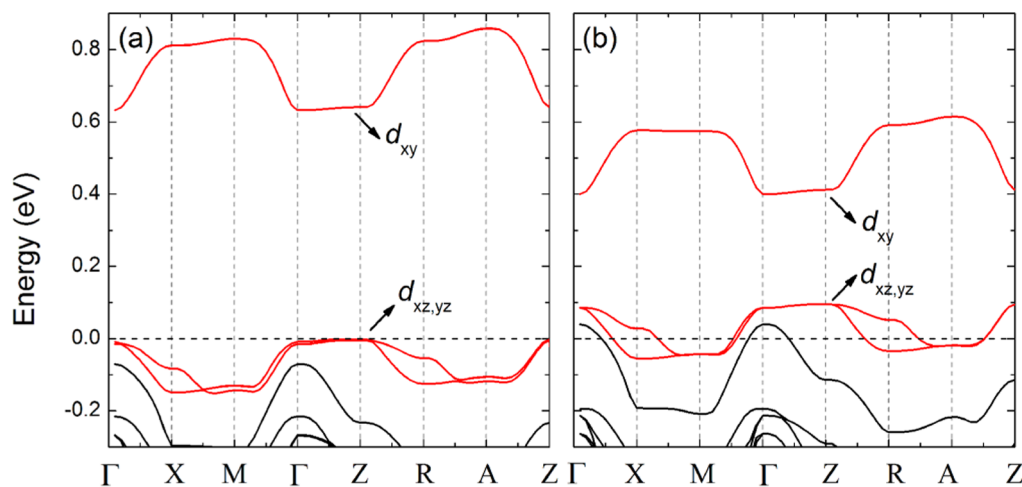 (a)
(b)
0.8
0.6
0.4
0.2
0.0
-0.2
Energy (eV)
dxy
dxz,yz
dxy
dxz,yz
Γ X M Γ Z R A Z
Γ X M Γ Z R A Z